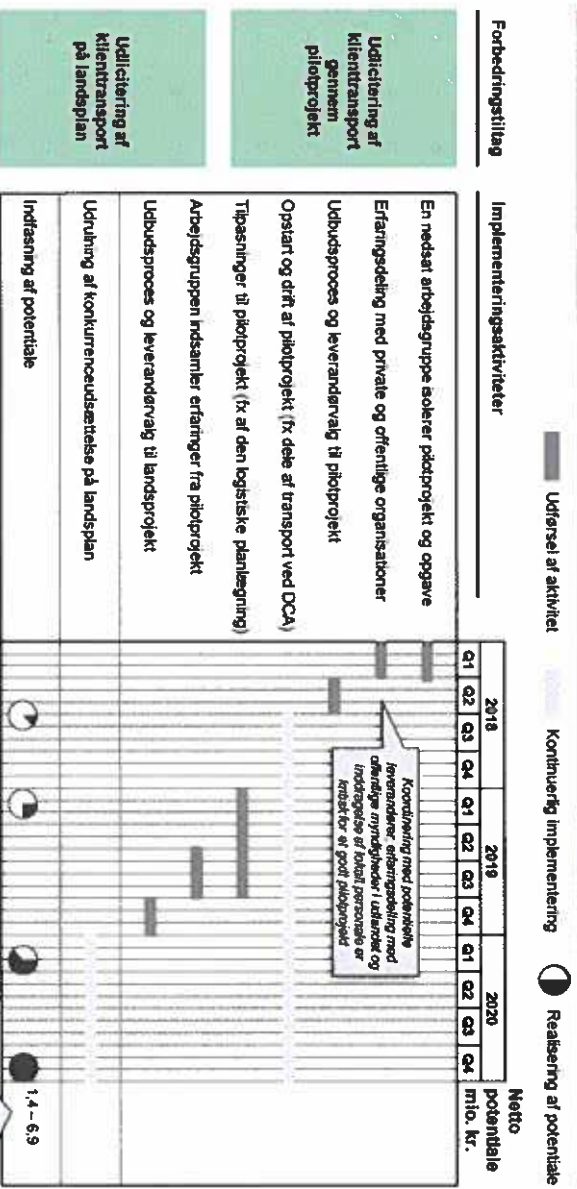 Udførsel af aktivitet
Kontinuerlig implementering
Realisering af potentiale
Forbedringstiltag
Implementeringsaktiviteter
2018
2019
2020
Netto
potentiale
mio. kr.
Q1
Q2
Q3
Q4
Q1
Q2
Q3
Q4
Q1
Q2
Q3
Q4
Udlicitering af
klienttransport
gennem
pilotprojekt
En nedsat arbejdsgruppe isolerer pilotprojekt og opgave
Erfaringsdeling med private og offentlige organisationer
Udbudsproces og leverandørvalg til pilotprojekt
Opstart og drift af pilotprojekt (fx dele af transport ved DCA)
Tilpasninger til pilotprojekt (fx af den logistiske planlægning)
Arbejdsgruppen indsamler erfaringer fra pilotprojekt
Koordinering med potentielle
leverandører, erfaringsdeling med
offentlige myndigheder i udlandet og
inddragelse af lokalt personale er
kritisk for et godt pilotprojekt
Udlicitering af
klienttransport
på landsplan
Udbudsproces og leverandørvalg til landsprojekt
Udrulning af konkurrenceudsættelse på landsplan
Indfasning af potentiale
1,4 – 6,9